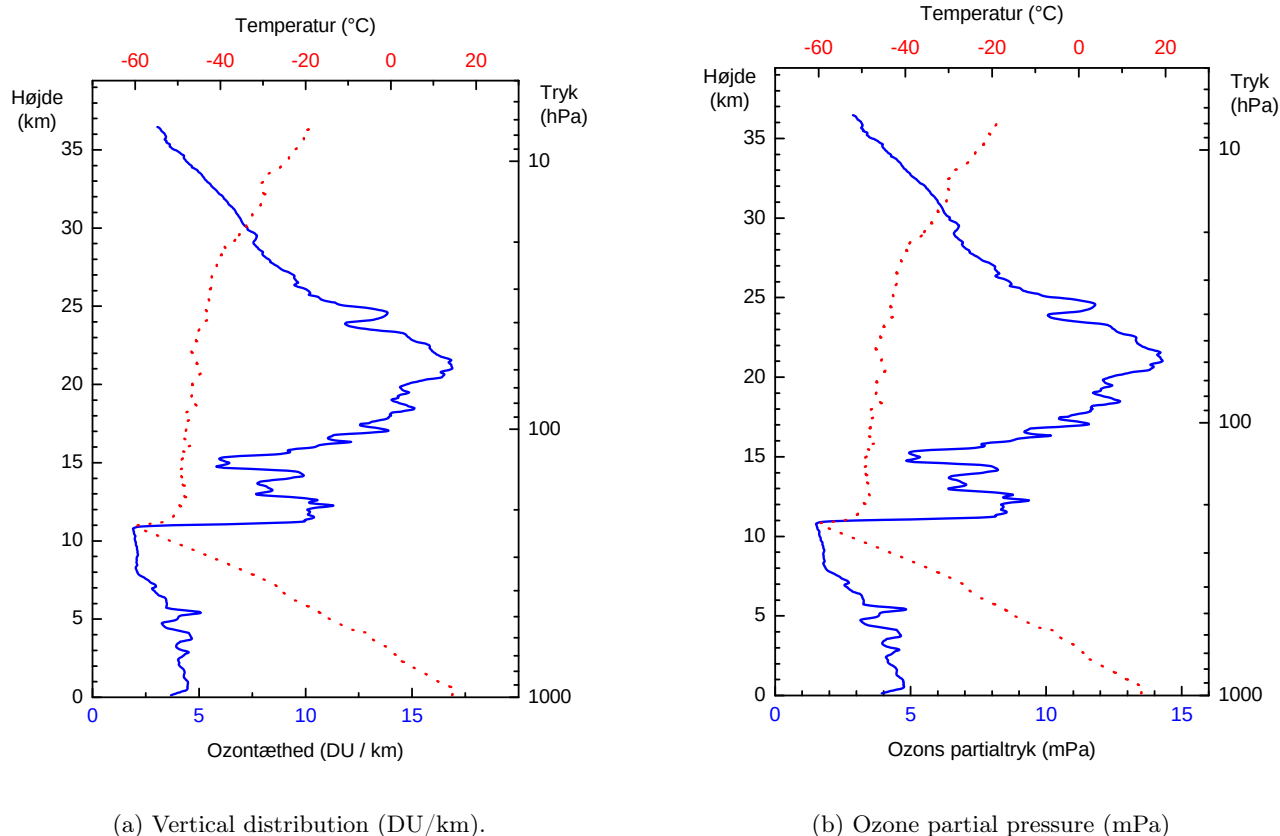 Temperatur (°C)
-60 -40 -20 0 20
Højde
(km)
Tryk
(hPa)
35
30
25
20
15
10
5
0
10
100
1000
0 5 10 15
Ozontæthed (DU / km)
(a) Vertical distribution (DU/km).
Temperatur (°C)
-60 -40 -20 0 20
Højde
(km)
Tryk
(hPa)
35
30
25
20
15
10
5
0
10
100
1000
0 5 10 15
Ozons partialtryk (mPa)
(b) Ozone partial pressure (mPa)